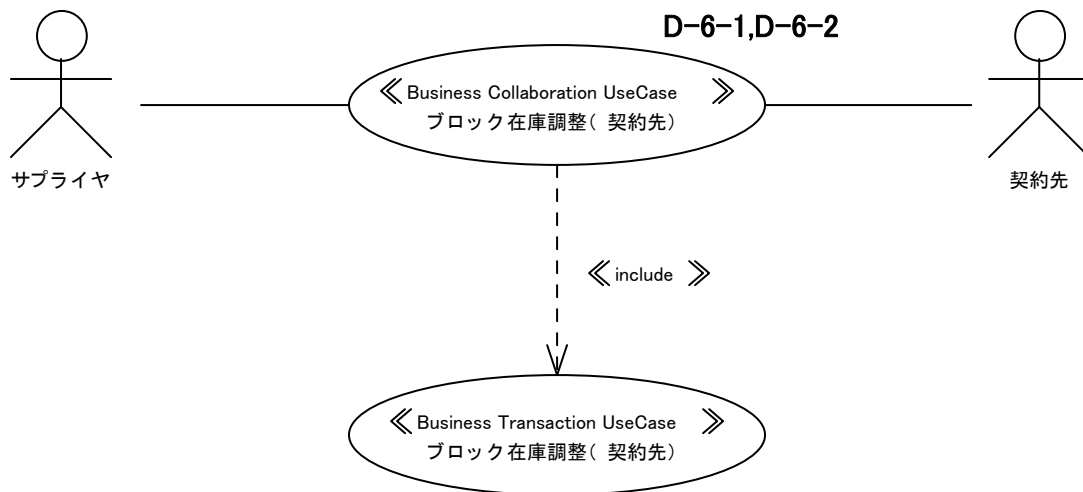 D-6-1,D-6-2
≪ Business Collaboration UseCase ≫
ブロック在庫調整( 契約先)
サプライヤ
契約先
≪ include ≫
≪ Business Transaction UseCase ≫
ブロック在庫調整( 契約先)